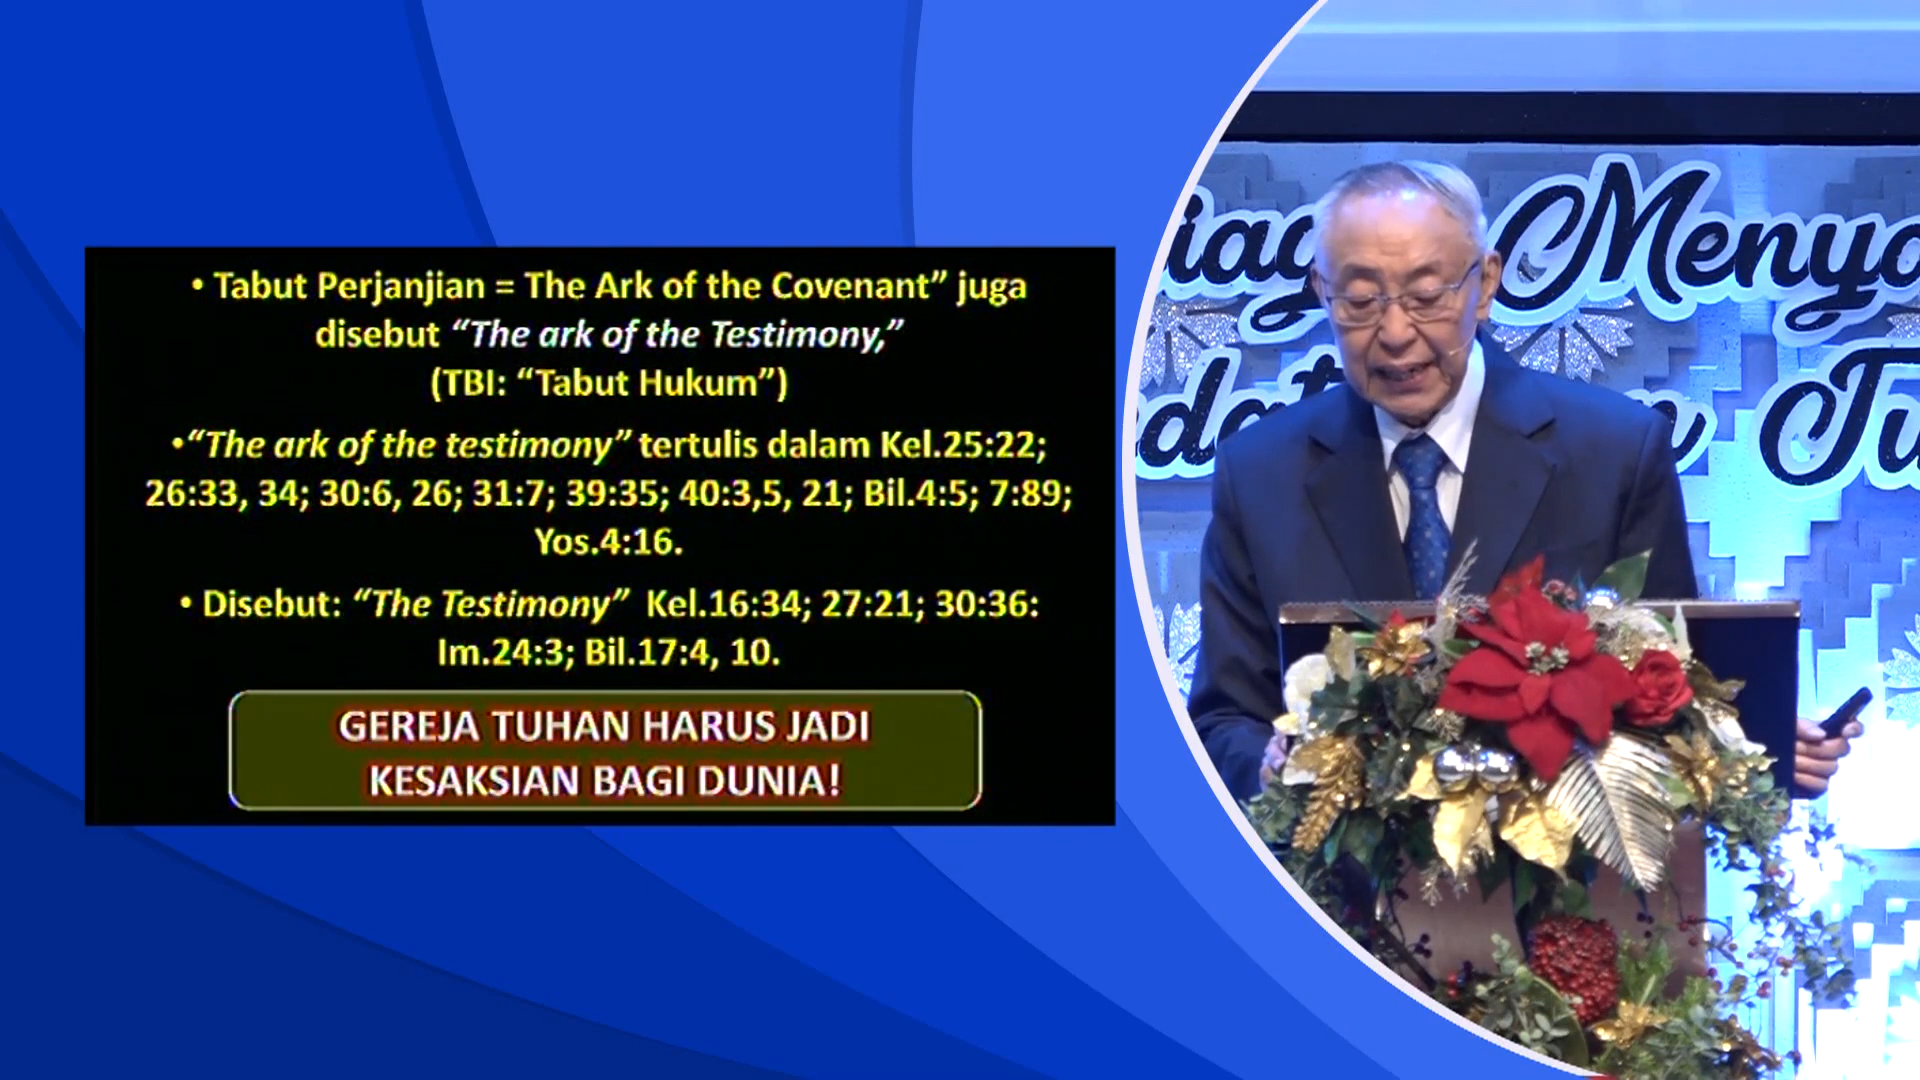 • Tabut Perjanjian = The Ark of the Covenant” juga
disebut “The ark of the Testimony,”
(TBI: “Tabut Hukum”)
•“The ark of the testimony” tertulis dalam Kel.25:22;
26:33, 34; 30:6, 26; 31:7; 39:35; 40:3,5, 21; Bil.4:5; 7:89;
Yos.4:16.
• Disebut: “The Testimony” Kel.16:34; 27:21; 30:36:
Im.24:3; Bil.17:4, 10.
GEREJA TUHAN HARUS JADI
KESAKSIAN BAGI DUNIA!